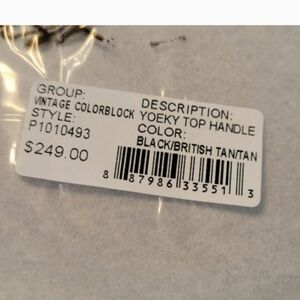 GROUP:
VINTAGE COLORBLOCK
STYLE:
P1010493
$249.00
DESCRIPTION:
YOEKY TOP HANDLE
COLOR:
BLACK/BRITISH TAN/TAN
8 87986 33551 3